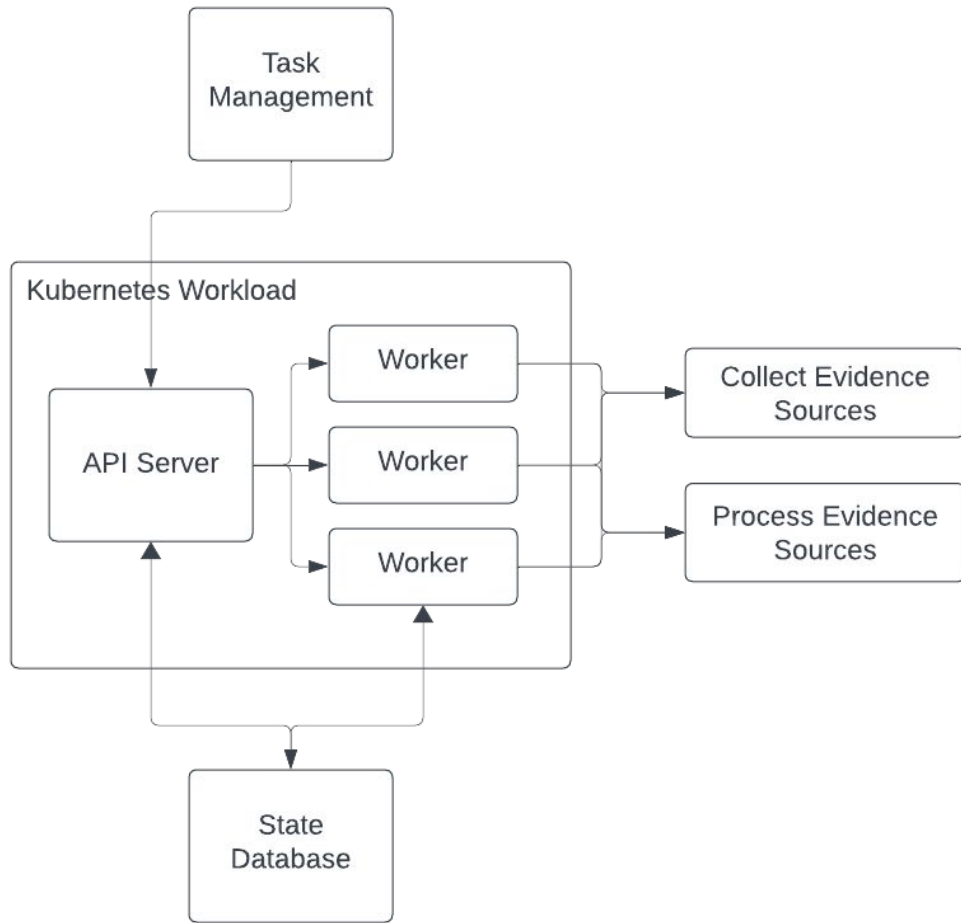 Task
Management
Kubernetes Workload
Worker
API Server
Worker
Worker
Collect Evidence
Sources
Process Evidence
Sources
State
Database